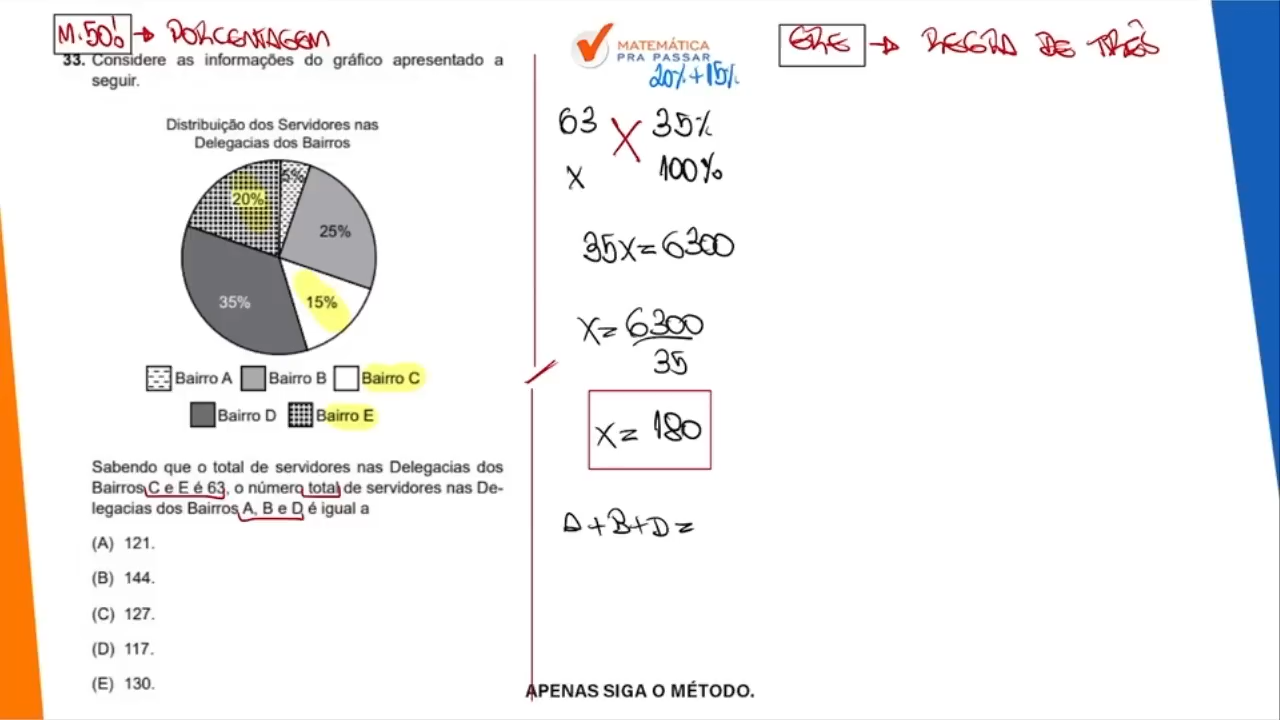 M.50% → PORCENTAGEM
33. Considere as informações do gráfico apresentado a
seguir.
Distribuição dos Servidores nas
Delegacias dos Bairros
5%
20%
25%
35%
15%
Bairro A Bairro B Bairro C
Bairro D Bairro E
Sabendo que o total de servidores nas Delegacias dos
Bairros C e E é 63, o número total de servidores nas De-
legacias dos Bairros A, B e D é igual a
(A) 121.
(B) 144.
(C) 127.
(D) 117.
(E) 130.
MATEMÁTICA
PRA PASSAR
20%+15%
63 35%
x 100%
35x=6300
x=6300
35
x= 180
A+B+D=
APENAS SIGA O MÉTODO.
→ REGRA DE TRÊS